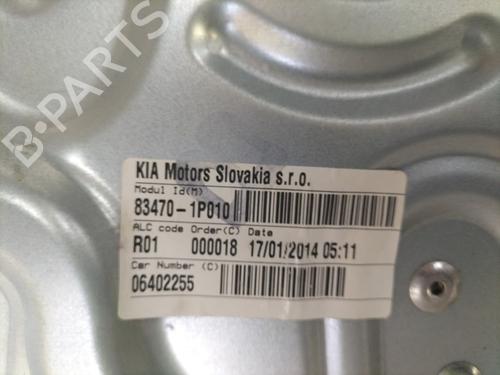 B-PARTS
KIA Motors Slovakia s.r.o.
Modul Id(M)
83470-1P010
ALC code Order(C) Date
R01 000018 17/01/2014 05:11
Car Number (C)
06402255